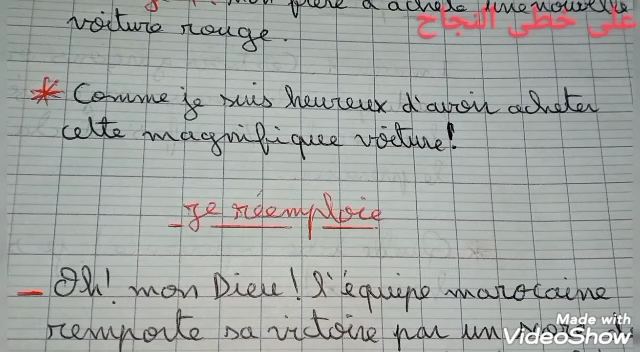 mon père a acheté une nouvelle
على خطى النجاح
voiture rouge.
* Comme je suis heureux d'avoir acheter
cette magnifiquee voiture!
- Je réemploie
- Oh! mon Dieu! l'équipe marocaine
remporte sa victoire par un
Made with
VideoShow